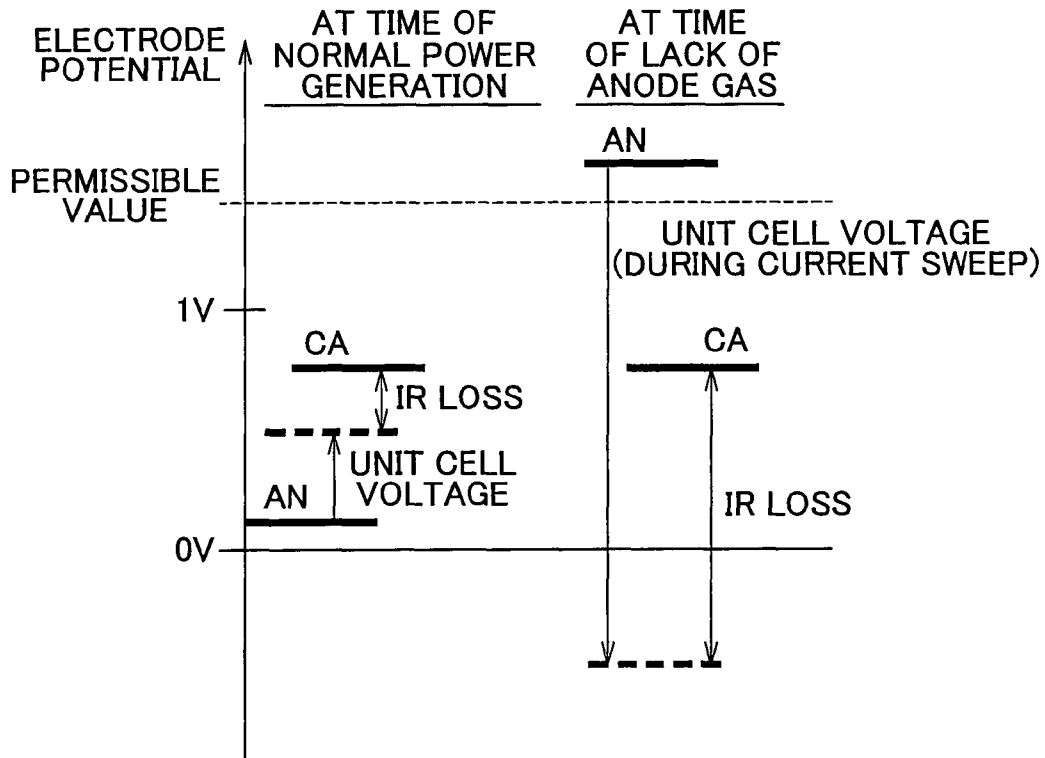 ELECTRODE
POTENTIAL
AT TIME OF
NORMAL POWER
GENERATION
AT TIME
OF LACK OF
ANODE GAS
AN
PERMISSIBLE
VALUE
UNIT CELL VOLTAGE
(DURING CURRENT SWEEP)
1V
CA
CA
IR LOSS
UNIT CELL
VOLTAGE
AN
IR LOSS
0V